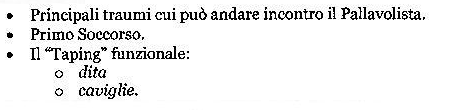 • Principali traumi cui può andare incontro il Pallavolista.
• Primo Soccorso.
• Il "Taping" funzionale:
o dita
o caviglie.